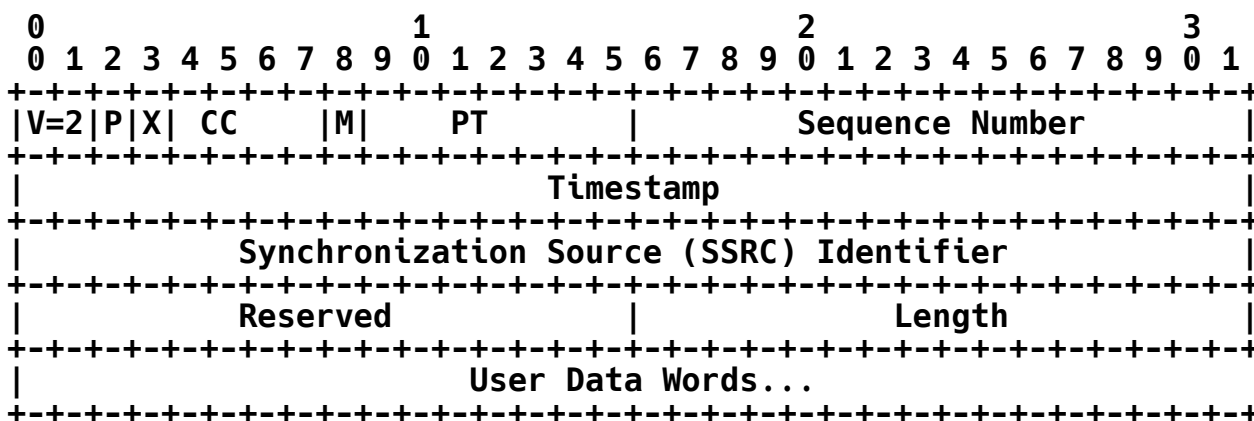 0                   1                   2                   3
 0 1 2 3 4 5 6 7 8 9 0 1 2 3 4 5 6 7 8 9 0 1 2 3 4 5 6 7 8 9 0 1
+-+-+-+-+-+-+-+-+-+-+-+-+-+-+-+-+-+-+-+-+-+-+-+-+-+-+-+-+-+-+-+-+
|V=2|P|X| CC    |M|    PT       |        Sequence Number        |
+-+-+-+-+-+-+-+-+-+-+-+-+-+-+-+-+-+-+-+-+-+-+-+-+-+-+-+-+-+-+-+-+
|                           Timestamp                           |
+-+-+-+-+-+-+-+-+-+-+-+-+-+-+-+-+-+-+-+-+-+-+-+-+-+-+-+-+-+-+-+-+
|           Synchronization Source (SSRC) Identifier            |
+-+-+-+-+-+-+-+-+-+-+-+-+-+-+-+-+-+-+-+-+-+-+-+-+-+-+-+-+-+-+-+-+
|           Reserved            |             Length            |
+-+-+-+-+-+-+-+-+-+-+-+-+-+-+-+-+-+-+-+-+-+-+-+-+-+-+-+-+-+-+-+-+
|                       User Data Words...
+-+-+-+-+-+-+-+-+-+-+-+-+-+-+-+-+-+-+-+-+-+-+-+-+-+-+-+-+-+-+-+-+